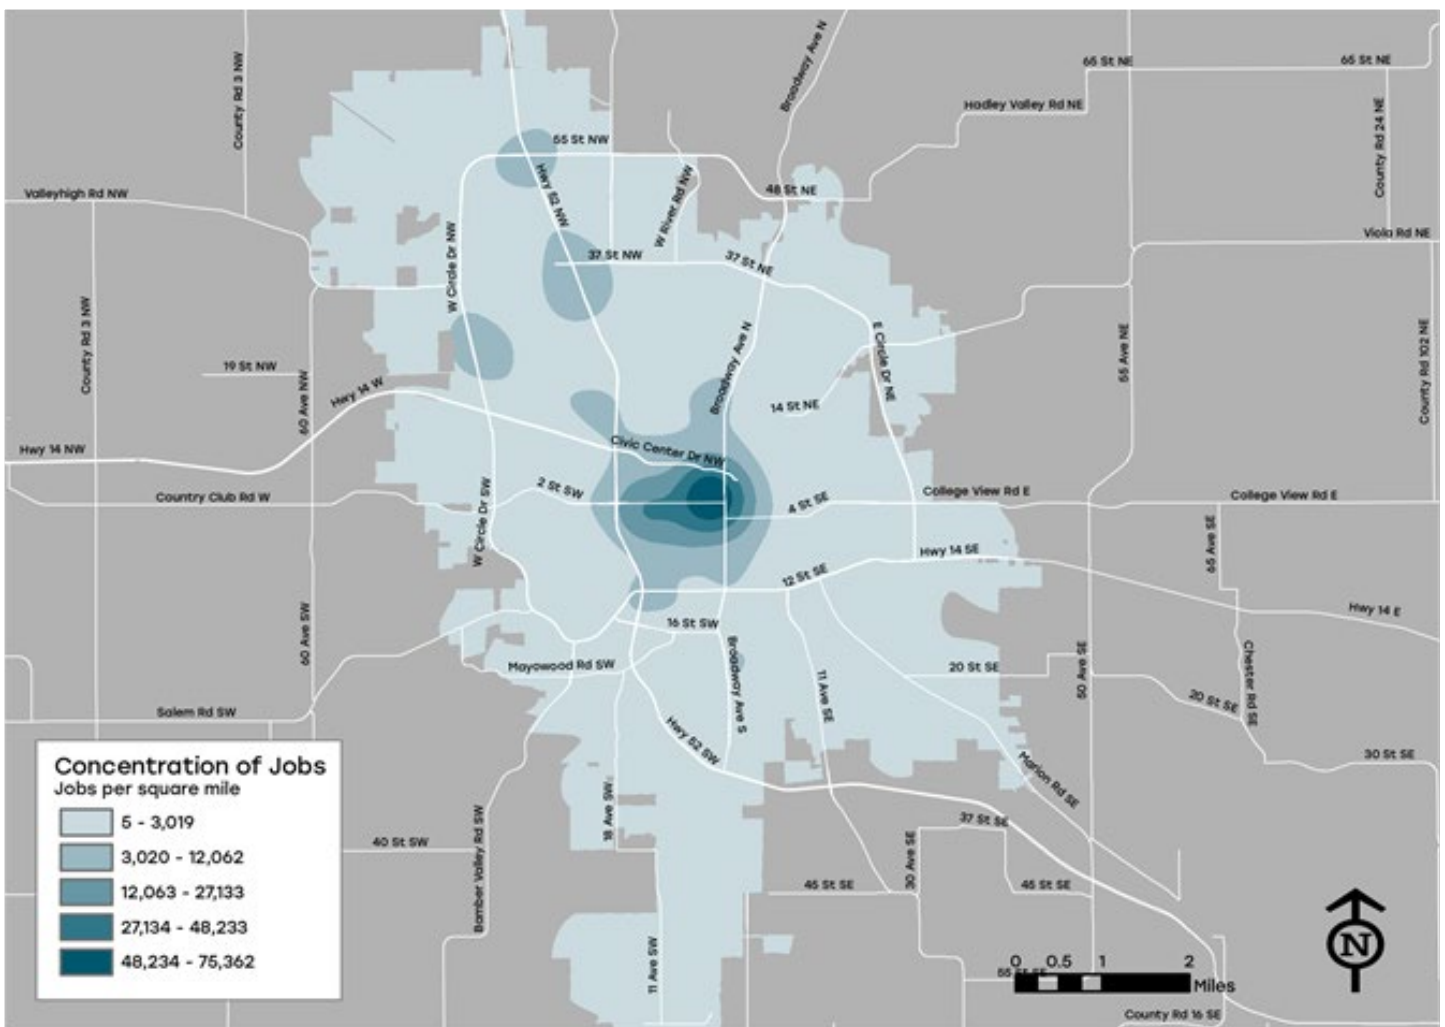 Broadway Ave N
65 St NE
65 St NE
County Rd 3 NW
Hadley Valley Rd NE
County Rd 24 NE
55 St NW
Hwy 52 NW
W River Rd NW
48 St NE
Valleyhigh Rd NW
Viola Rd NE
W Circle Dr NW
37 St NW
37 St NE
County Rd 3 NW
Broadway Ave N
E Circle Dr NE
55 Ave NE
County Rd 102 NE
19 St NW
60 Ave NW
Hwy 14 W
14 St NE
Hwy 14 NW
Civic Center Dr NW
2 St SW
Country Club Rd W
W Circle Dr SW
4 St SE
College View Rd E
College View Rd E
65 Ave SE
Hwy 14 SE
12 St SE
Hwy 14 E
60 Ave SW
16 St SW
Mayowood Rd SW
Broadway Ave S
11 Ave SE
20 St SE
50 Ave SE
Chester Rd SE
20 St SE
Salem Rd SW
Hwy 52 SW
Marion Rd SE
30 St SE
18 Ave SW
40 St SW
Bamber Valley Rd SW
37 St SE
30 Ave SE
45 St SE
45 St SE
11 Ave SW
55 St SE
County Rd 16 SE
Concentration of Jobs
Jobs per square mile
5 - 3,019
3,020 - 12,062
12,063 - 27,133
27,134 - 48,233
48,234 - 75,362
0 0.5 1 2
Miles
N